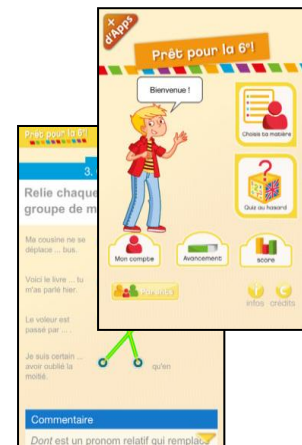 + d'Apps
Prêt pour la 6e!
Bienvenue !
Choisis ta matière
Quiz au hasard
Mon compte
Avancement
score
Parents
infos
crédits
Prêt pour la 6e!
3.
Relie chaque
groupe de m
Ma cousine ne se
déplace ... bus.
Voici le livre ... tu
m'as parlé hier.
Le voleur est
passé par ... .
Je suis certain ...
avoir oublié la
moitié.
qu'en
Commentaire
Dont est un pronom relatif qui remplace